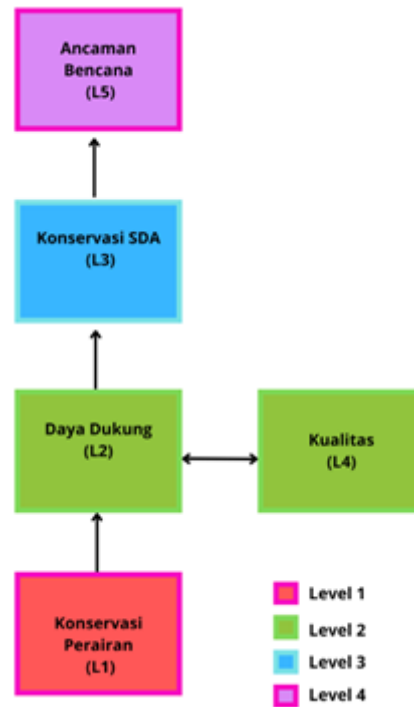 Ancaman
Bencana
(L5)
Konservasi SDA
(L3)
Daya Dukung
(L2)
Kualitas
(L4)
Konservasi
Perairan
(L1)
Level 1
Level 2
Level 3
Level 4